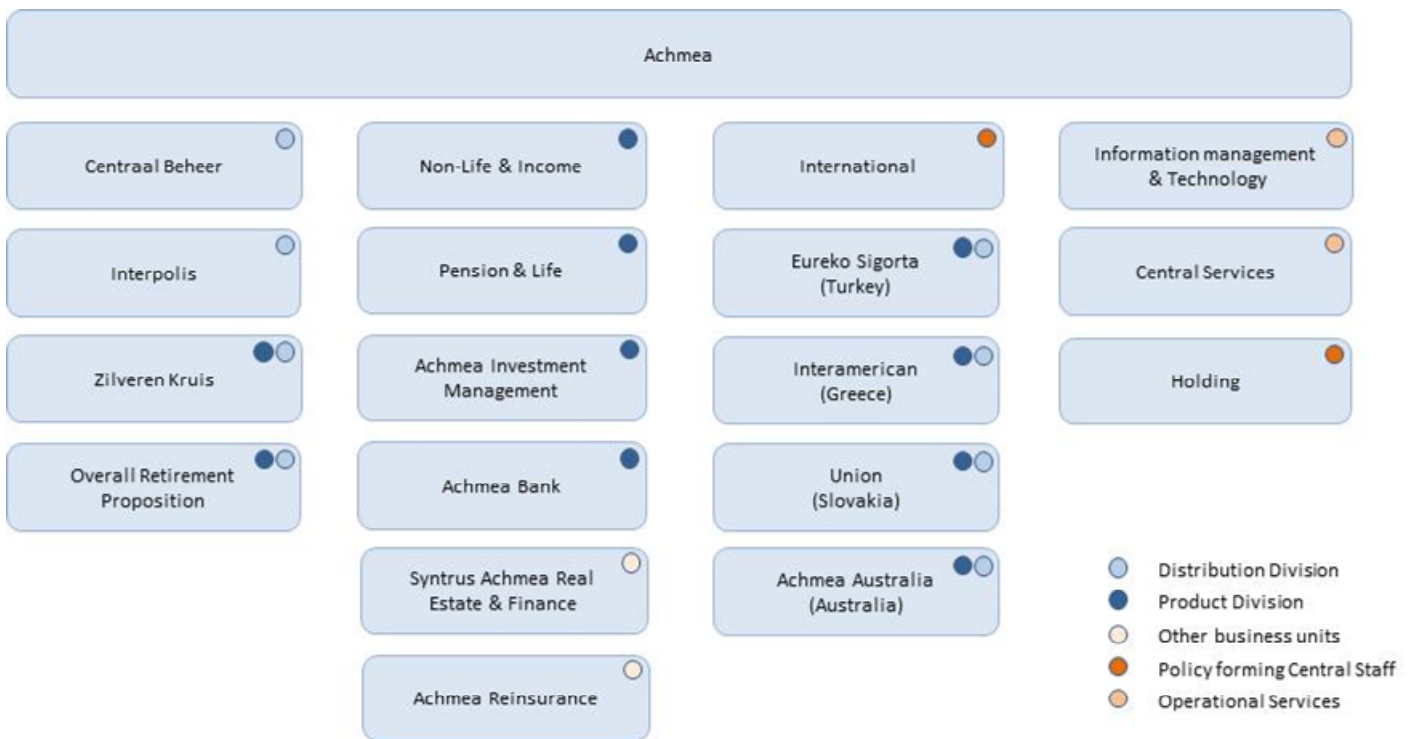 Achmea
Centraal Beheer
Interpolis
Zilveren Kruis
Overall Retirement
Proposition
Non-Life & Income
Pension & Life
Achmea Investment
Management
Achmea Bank
Syntrus Achmea Real
Estate & Finance
Achmea Reinsurance
International
Eureko Sigorta
(Turkey)
Interamerican
(Greece)
Union
(Slovakia)
Achmea Australia
(Australia)
Information management
& Technology
Central Services
Holding
Distribution Division
Product Division
Other business units
Policy forming Central Staff
Operational Services